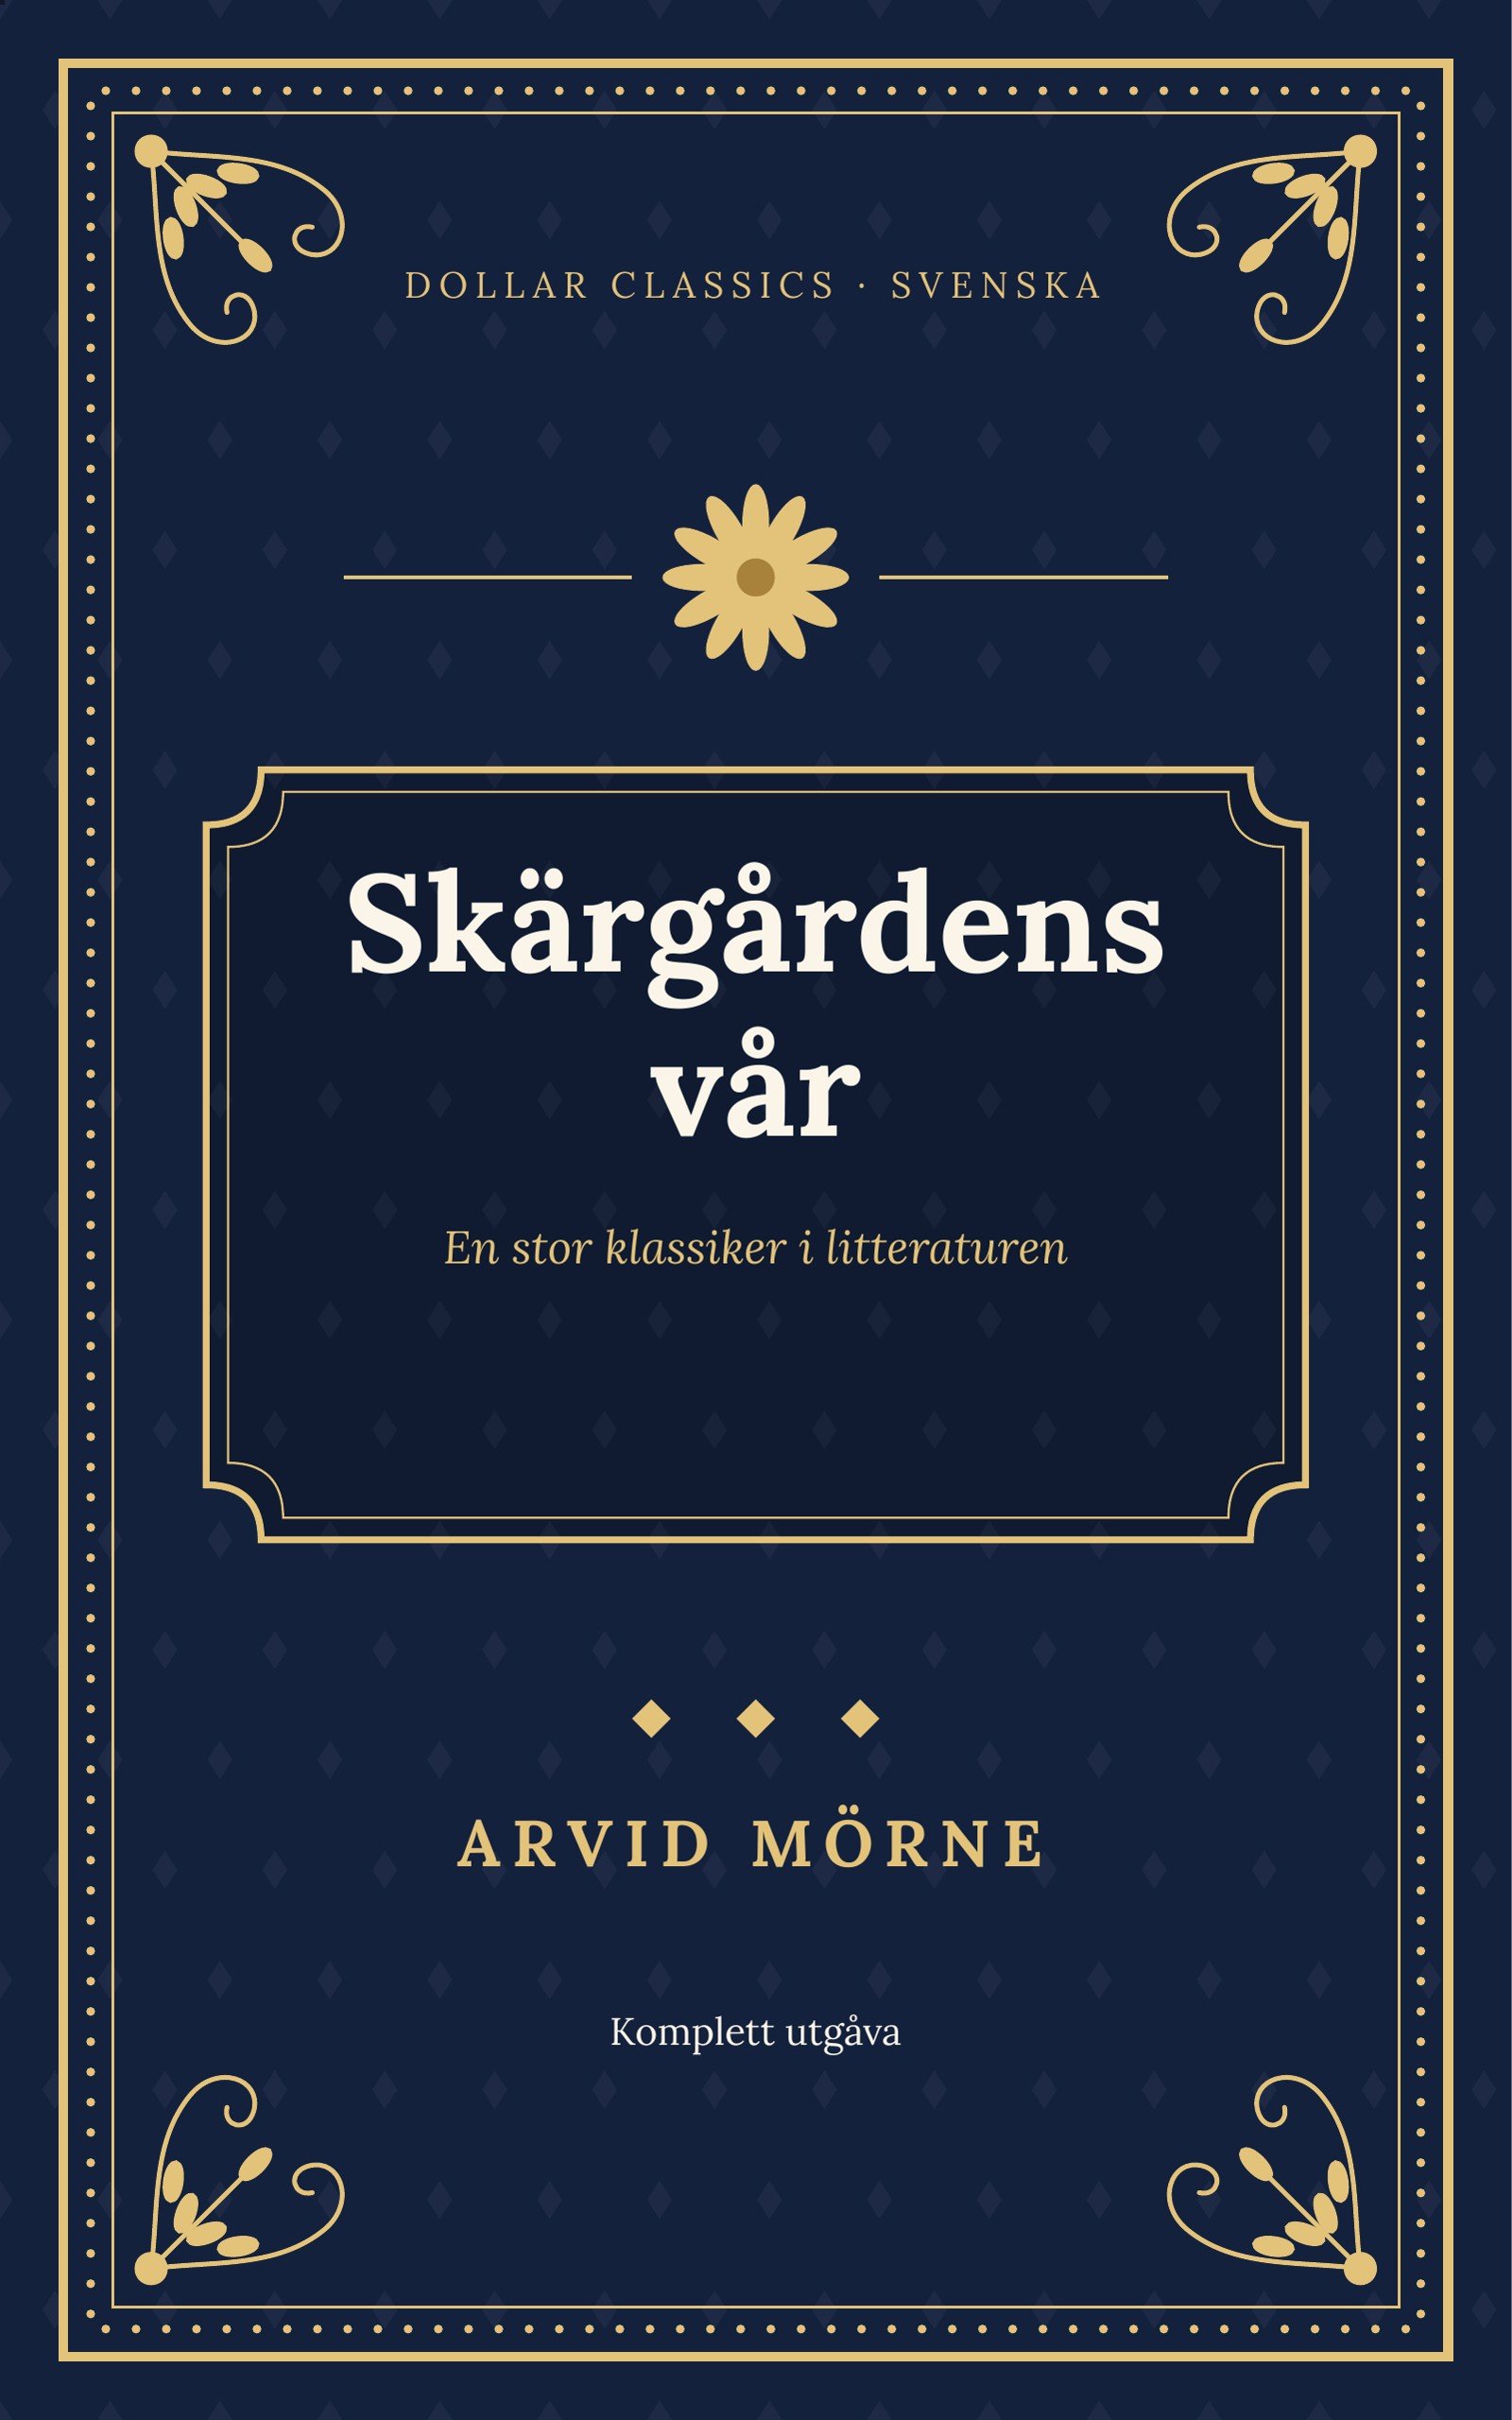 DOLLAR CLASSICS · SVENSKA
Skärgårdens
vår
En stor klassiker i litteraturen
ARVID MÖRNE
Komplett utgåva